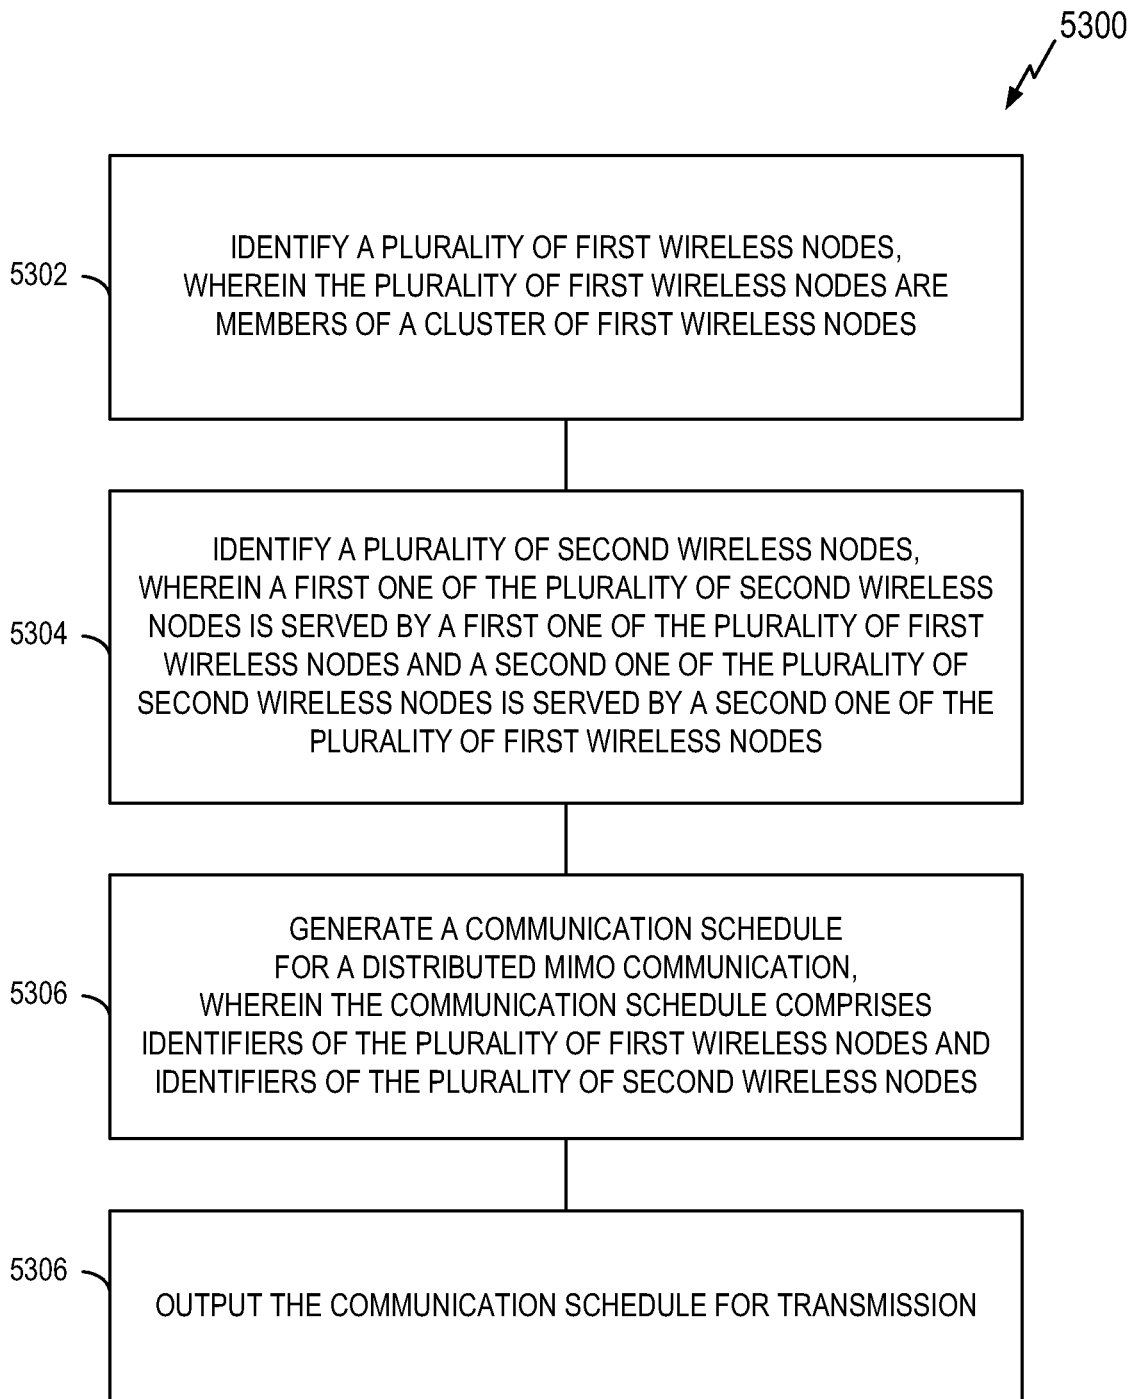 5300
5302
IDENTIFY A PLURALITY OF FIRST WIRELESS NODES,
WHEREIN THE PLURALITY OF FIRST WIRELESS NODES ARE
MEMBERS OF A CLUSTER OF FIRST WIRELESS NODES
5304
IDENTIFY A PLURALITY OF SECOND WIRELESS NODES,
WHEREIN A FIRST ONE OF THE PLURALITY OF SECOND WIRELESS
NODES IS SERVED BY A FIRST ONE OF THE PLURALITY OF FIRST
WIRELESS NODES AND A SECOND ONE OF THE PLURALITY OF
SECOND WIRELESS NODES IS SERVED BY A SECOND ONE OF THE
PLURALITY OF FIRST WIRELESS NODES
5306
GENERATE A COMMUNICATION SCHEDULE
FOR A DISTRIBUTED MIMO COMMUNICATION,
WHEREIN THE COMMUNICATION SCHEDULE COMPRISES
IDENTIFIERS OF THE PLURALITY OF FIRST WIRELESS NODES AND
IDENTIFIERS OF THE PLURALITY OF SECOND WIRELESS NODES
5306
OUTPUT THE COMMUNICATION SCHEDULE FOR TRANSMISSION